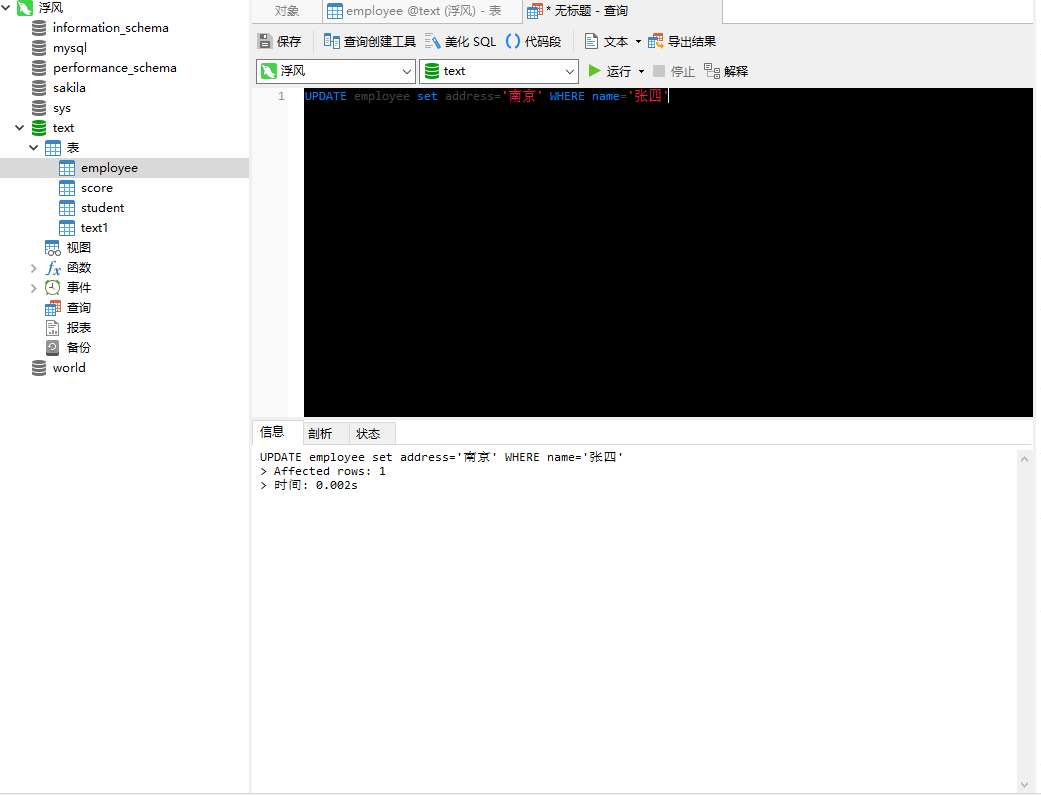 浮风
information_schema
mysql
performance_schema
sakila
sys
text
表
employee
score
student
text1
视图
fx 函数
事件
查询
报表
备份
world
对象 employee @text (浮风) - 表 * 无标题 - 查询
保存 查询创建工具 美化 SQL () 代码段 文本 导出结果
浮风 text 运行 停止 解释
1 UPDATE employee set address='南京' WHERE name='张四'
信息 剖析 状态
UPDATE employee set address='南京' WHERE name='张四'
> Affected rows: 1
> 时间: 0.002s